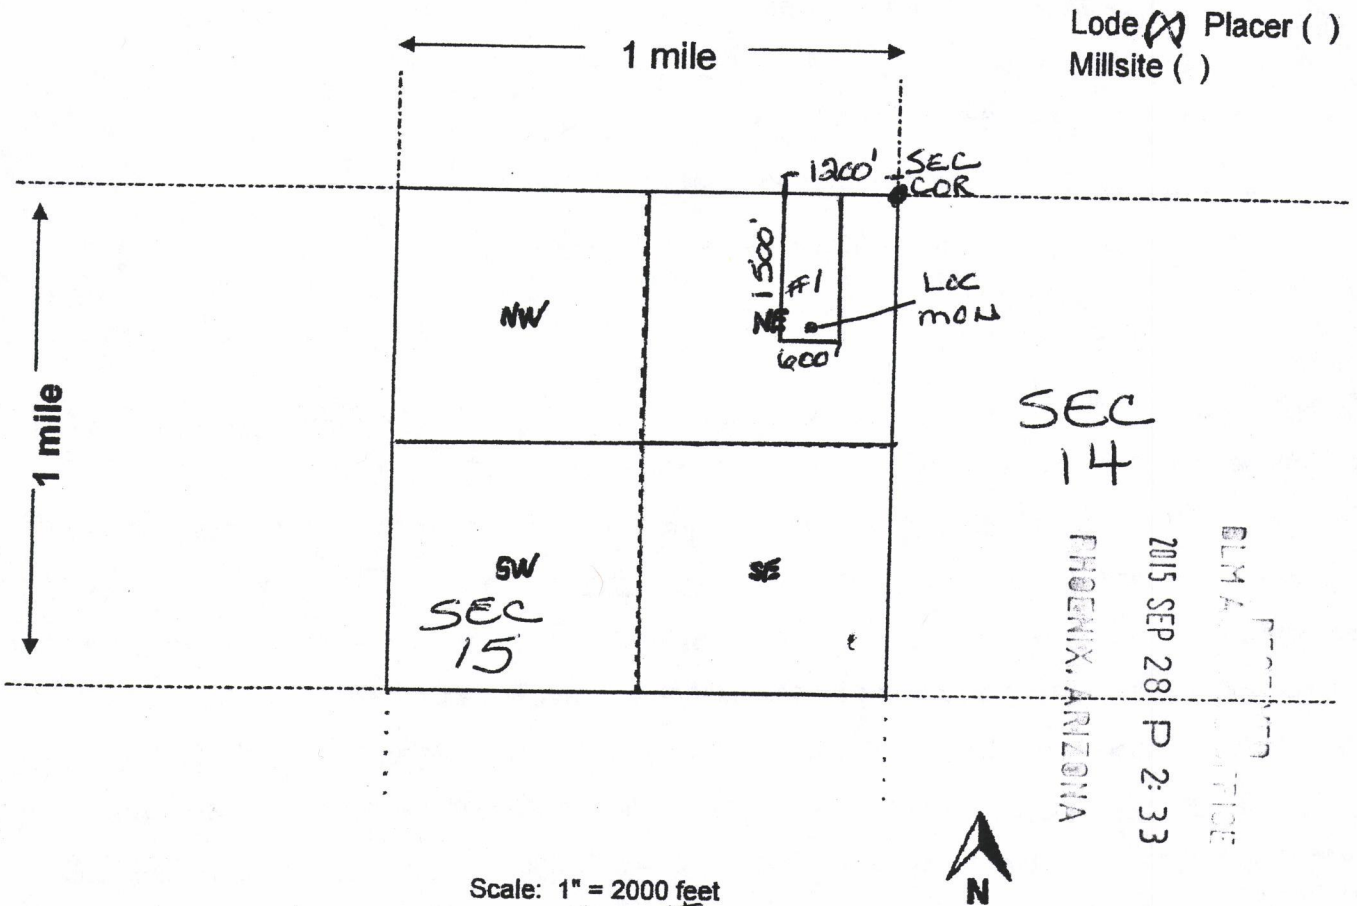 Lode (X) Placer ( )
Millsite ( )
1 mile
1200'
SEC
COR
1500'
#1
LOC
MON
NW
NE
600'
1 mile
SEC
14
SW
SE
SEC
15
BLM A
2015 SEP 28 P 2:33
PHOENIX, ARIZONA
N
Scale: 1" = 2000 feet